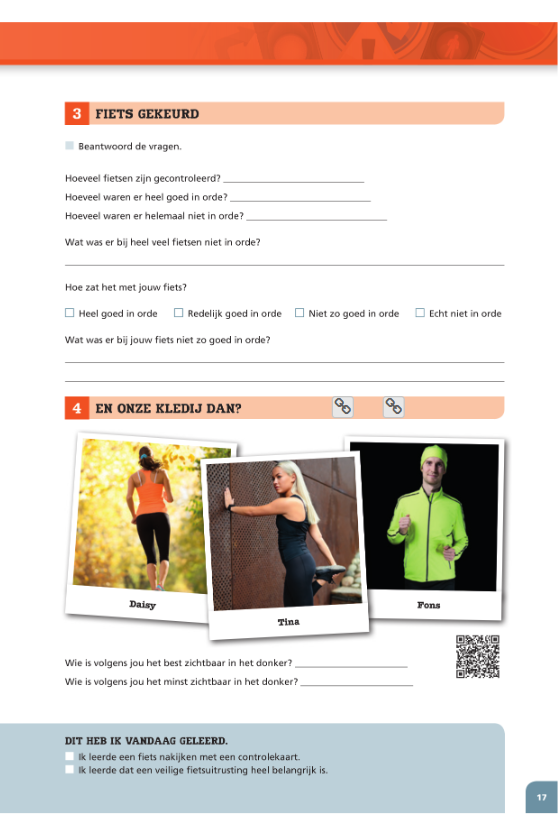 3 FIETS GEKEURD
Beantwoord de vragen.
Hoeveel fietsen zijn gecontroleerd?
Hoeveel waren er heel goed in orde?
Hoeveel waren er helemaal niet in orde?
Wat was er bij heel veel fietsen niet in orde?
Hoe zat het met jouw fiets?
Heel goed in orde Redelijk goed in orde Niet zo goed in orde Echt niet in orde
Wat was er bij jouw fiets niet zo goed in orde?
4 EN ONZE KLEDIJ DAN?
Daisy
Tina
Fons
Wie is volgens jou het best zichtbaar in het donker?
Wie is volgens jou het minst zichtbaar in het donker?
DIT HEB IK VANDAAG GELEERD.
Ik leerde een fiets nakijken met een controlekaart.
Ik leerde dat een veilige fietsuitrusting heel belangrijk is.
17